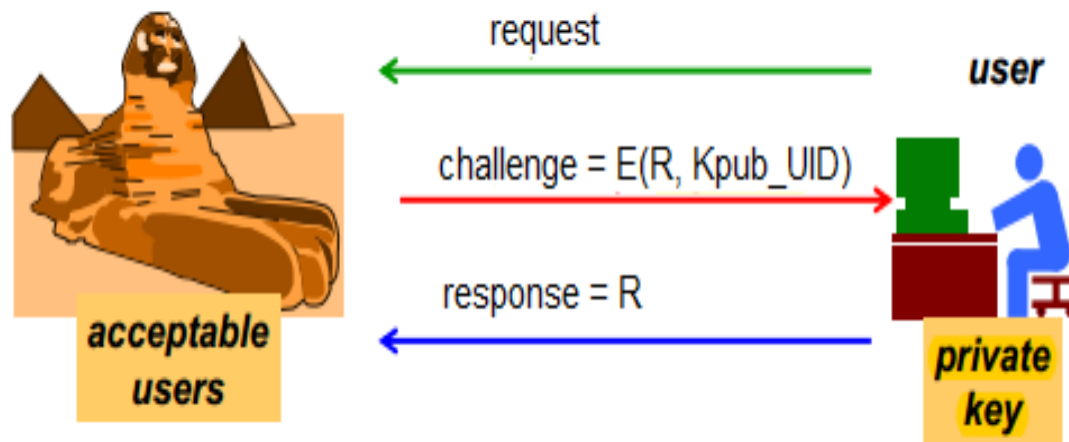 request
user
challenge = E(R, Kpub_UID)
response = R
acceptable
users
private
key